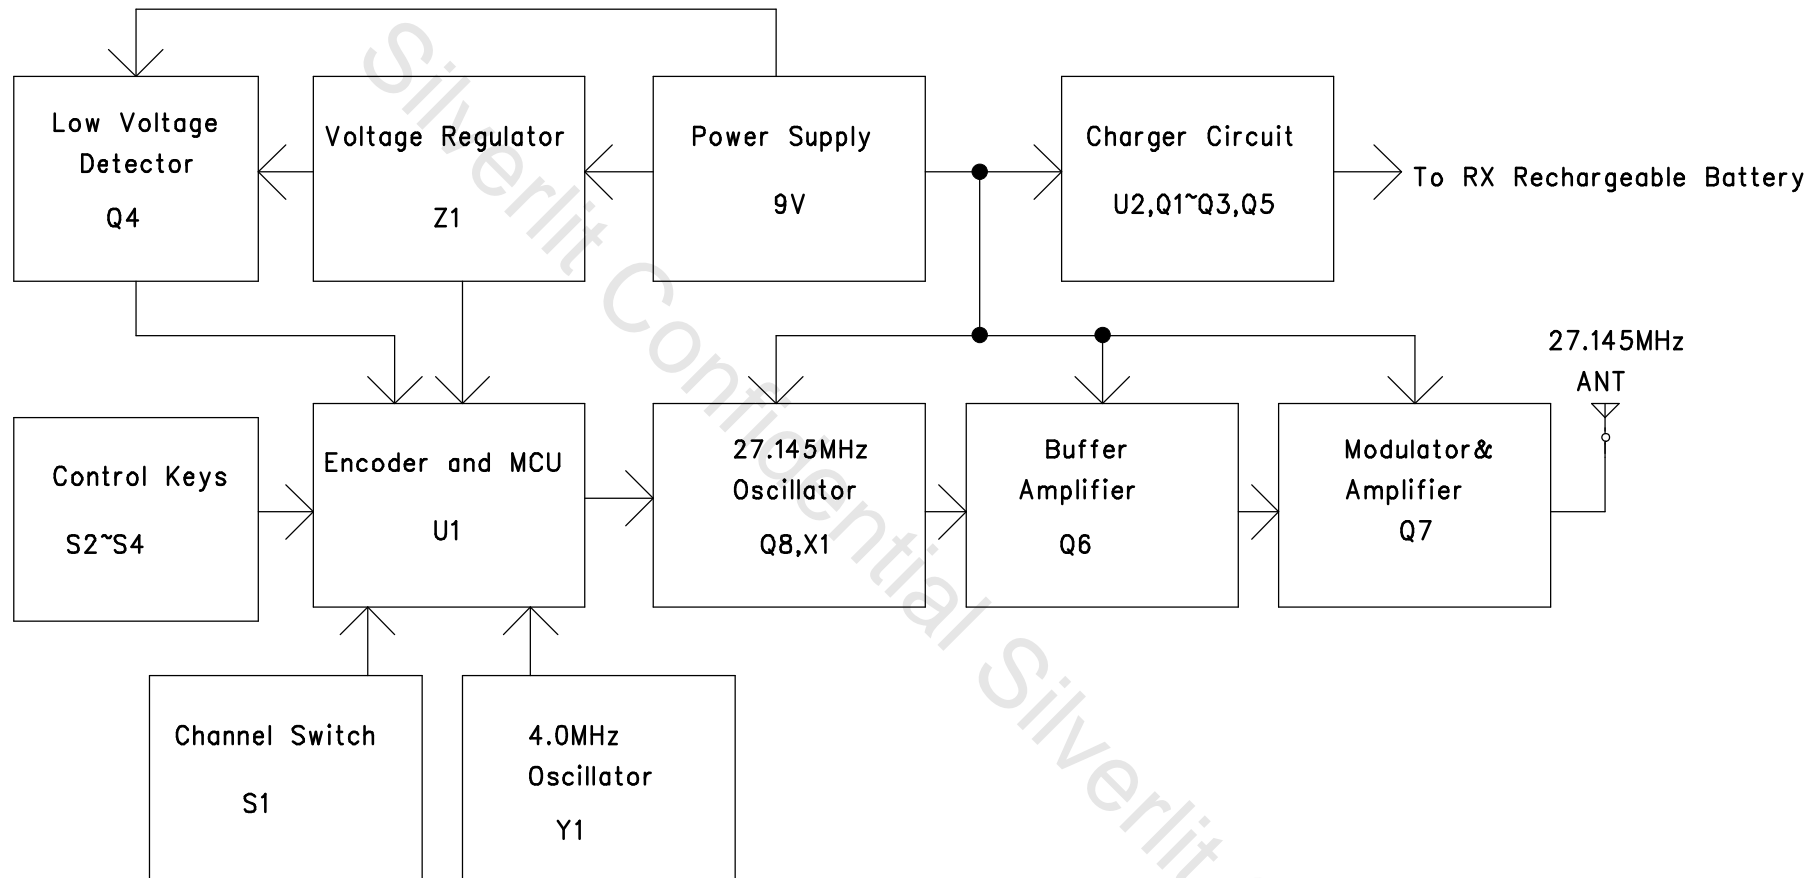 Low Voltage
Detector
Q4
Voltage Regulator
Z1
Power Supply
9V
Charger Circuit
U2,Q1~Q3,Q5
To RX Rechargeable Battery
27.145MHz
ANT
Control Keys
S2~S4
Encoder and MCU
U1
27.145MHz
Oscillator
Q8,X1
Buffer
Amplifier
Q6
Modulator&
Amplifier
Q7
Channel Switch
S1
4.0MHz
Oscillator
Y1
Silverlit Confidential Silverlit